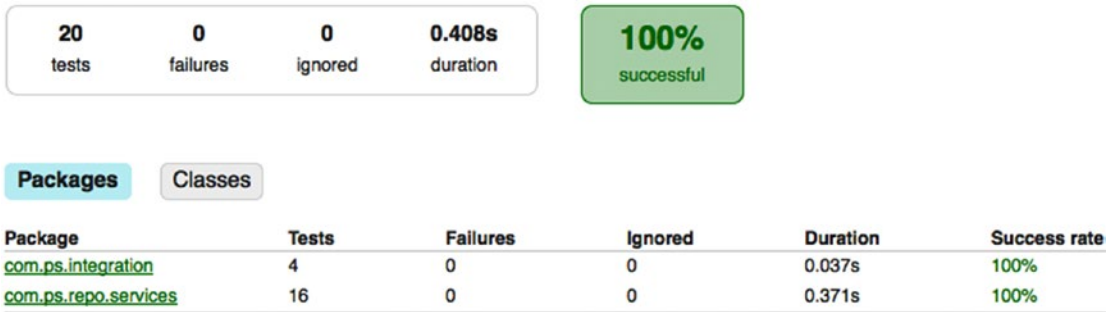 20 0 0 0.408s 100%
tests failures ignored duration successful
Packages Classes
Package Tests Failures Ignored Duration Success rate
com.ps.integration 4 0 0 0.037s 100%
com.ps.repo.services 16 0 0 0.371s 100%